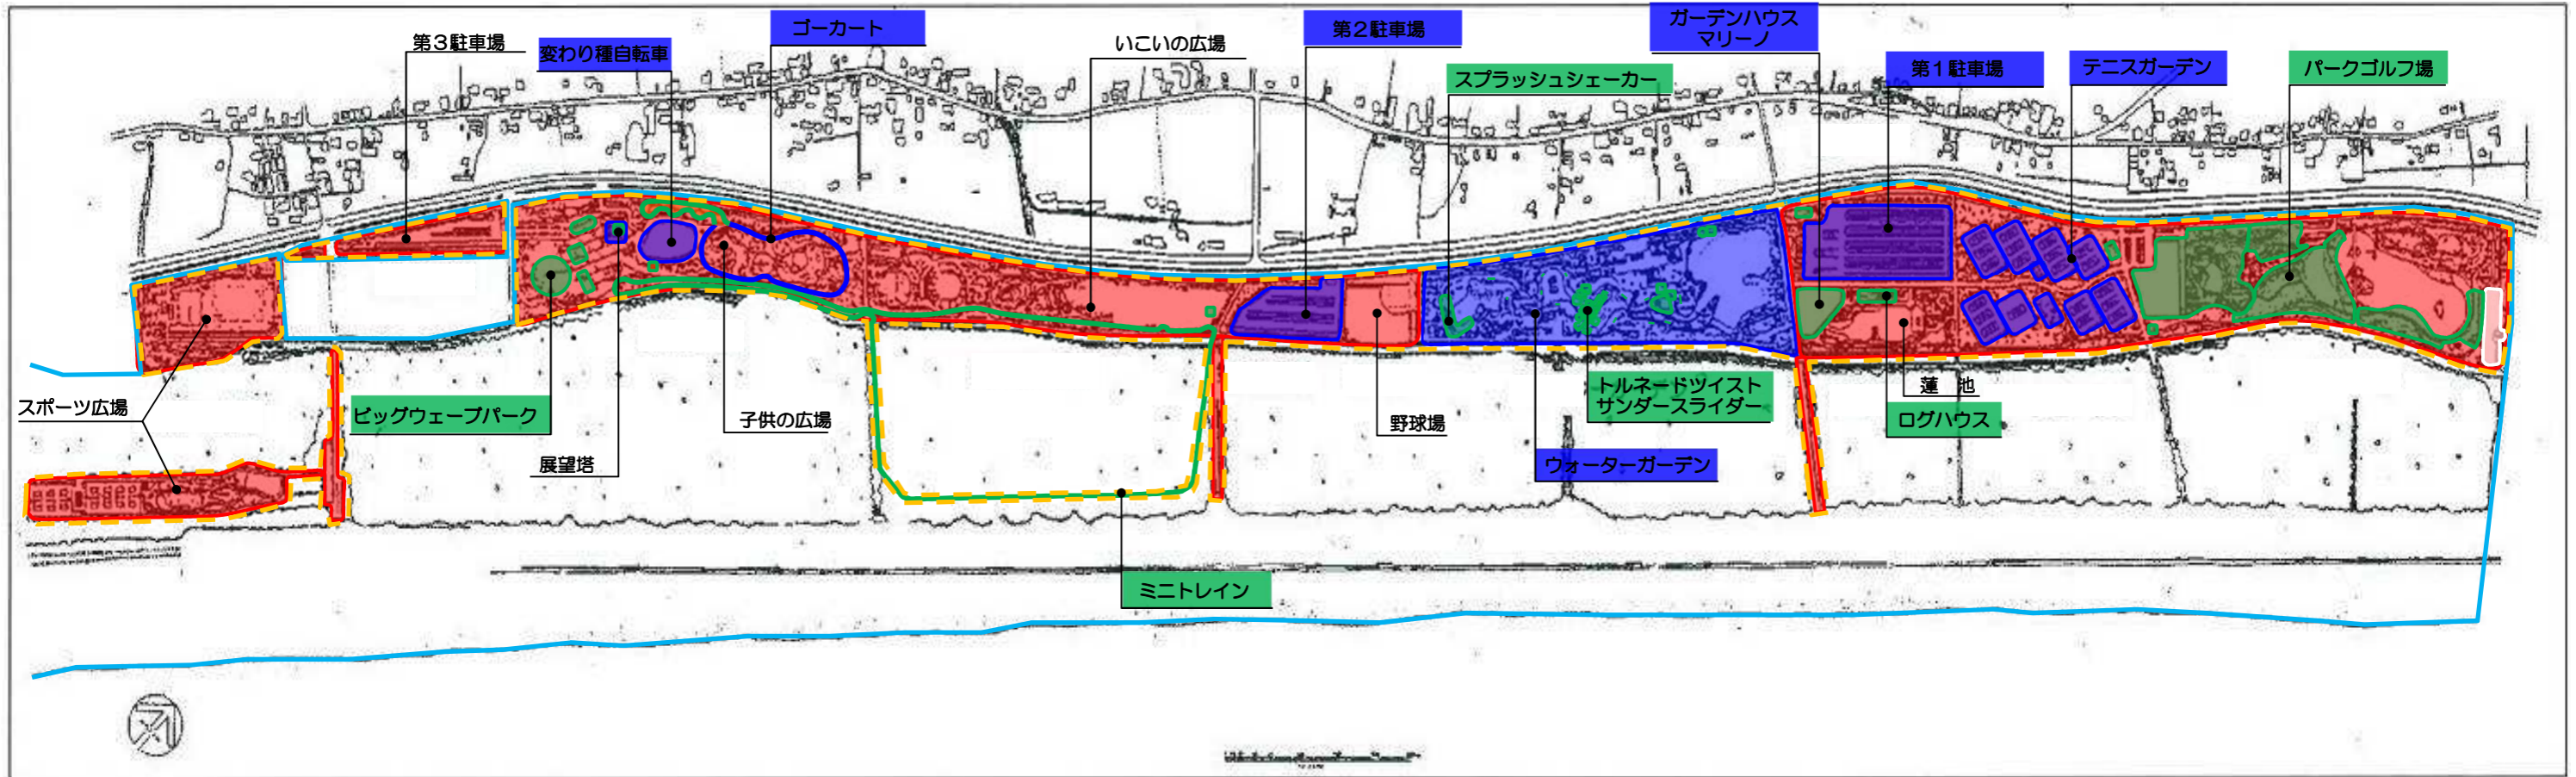 ゴーカート
第2駐車場
ガーデンハウス
マリーノ
第3駐車場
変わり種自転車
いこいの広場
スプラッシュシェーカー
第1駐車場
テニスガーデン
パークゴルフ場
スポーツ広場
ビッグウェーブパーク
展望塔
子供の広場
野球場
トルネードツイスト
サンダースライダー
蓮　池
ログハウス
ウォーターガーデン
ミニトレイン